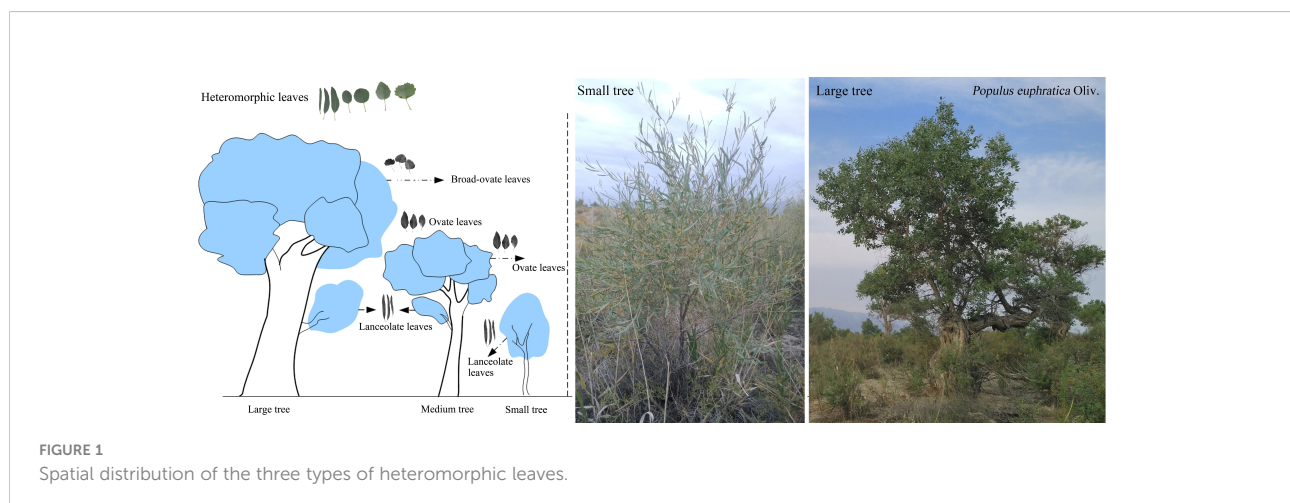 Heteromorphic leaves
Broad-ovate leaves
Ovate leaves
Ovate leaves
Lanceolate leaves
Lanceolate
leaves
Large tree
Medium tree
Small tree
Small tree
Large tree
Populus euphratica Oliv.
FIGURE 1
Spatial distribution of the three types of heteromorphic leaves.